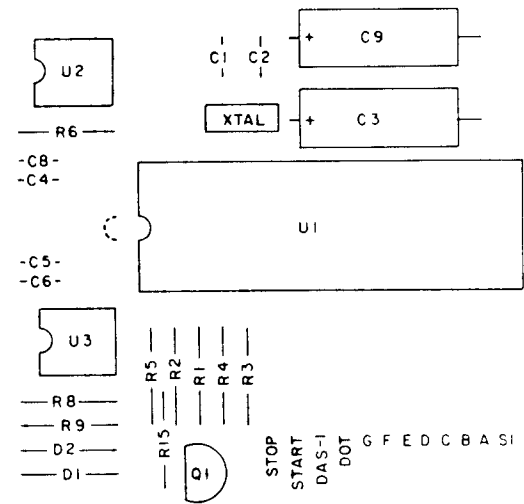 C1 C2
+ C9
U2
XTAL
+ C3
R6
-C8-
-C4-
U1
-C5-
-C6-
U3
R5 R2 R1 R4 R3
R8
R9
D2
D1
R15
Q1
STOP
START
DAS-1
DOT
G F E D C B A S1